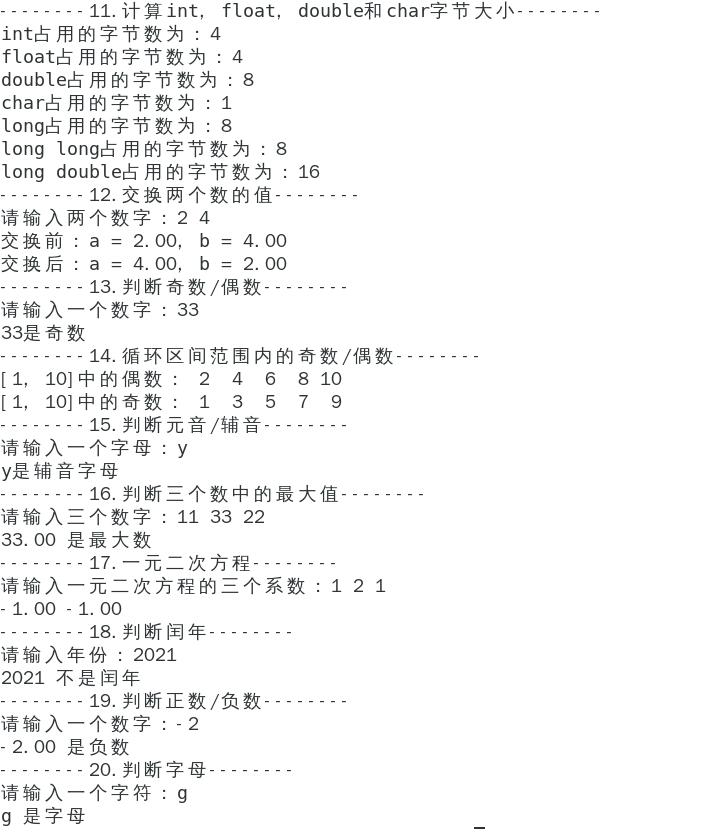 --------11.计算int, float, double和char字节大小--------
int占用的字节数为:4
float占用的字节数为:4
double占用的字节数为:8
char占用的字节数为:1
long占用的字节数为:8
long long占用的字节数为:8
long double占用的字节数为:16
--------12.交换两个数的值--------
请输入两个数字:2 4
交换前:a = 2.00, b = 4.00
交换后:a = 4.00, b = 2.00
--------13.判断奇数/偶数--------
请输入一个数字:33
33是奇数
--------14.循环区间范围内的奇数/偶数--------
[ 1, 10]中的偶数:  2  4  6  8 10
[ 1, 10]中的奇数:  1  3  5  7  9
--------15.判断元音/辅音--------
请输入一个字母:y
y是辅音字母
--------16.判断三个数中的最大值--------
请输入三个数字:11 33 22
33.00 是最大数
--------17.一元二次方程--------
请输入一元二次方程的三个系数:1 2 1
-1.00 -1.00
--------18.判断闰年--------
请输入年份:2021
2021 不是闰年
--------19.判断正数/负数--------
请输入一个数字:-2
-2.00 是负数
--------20.判断字母--------
请输入一个字符:g
g 是字母